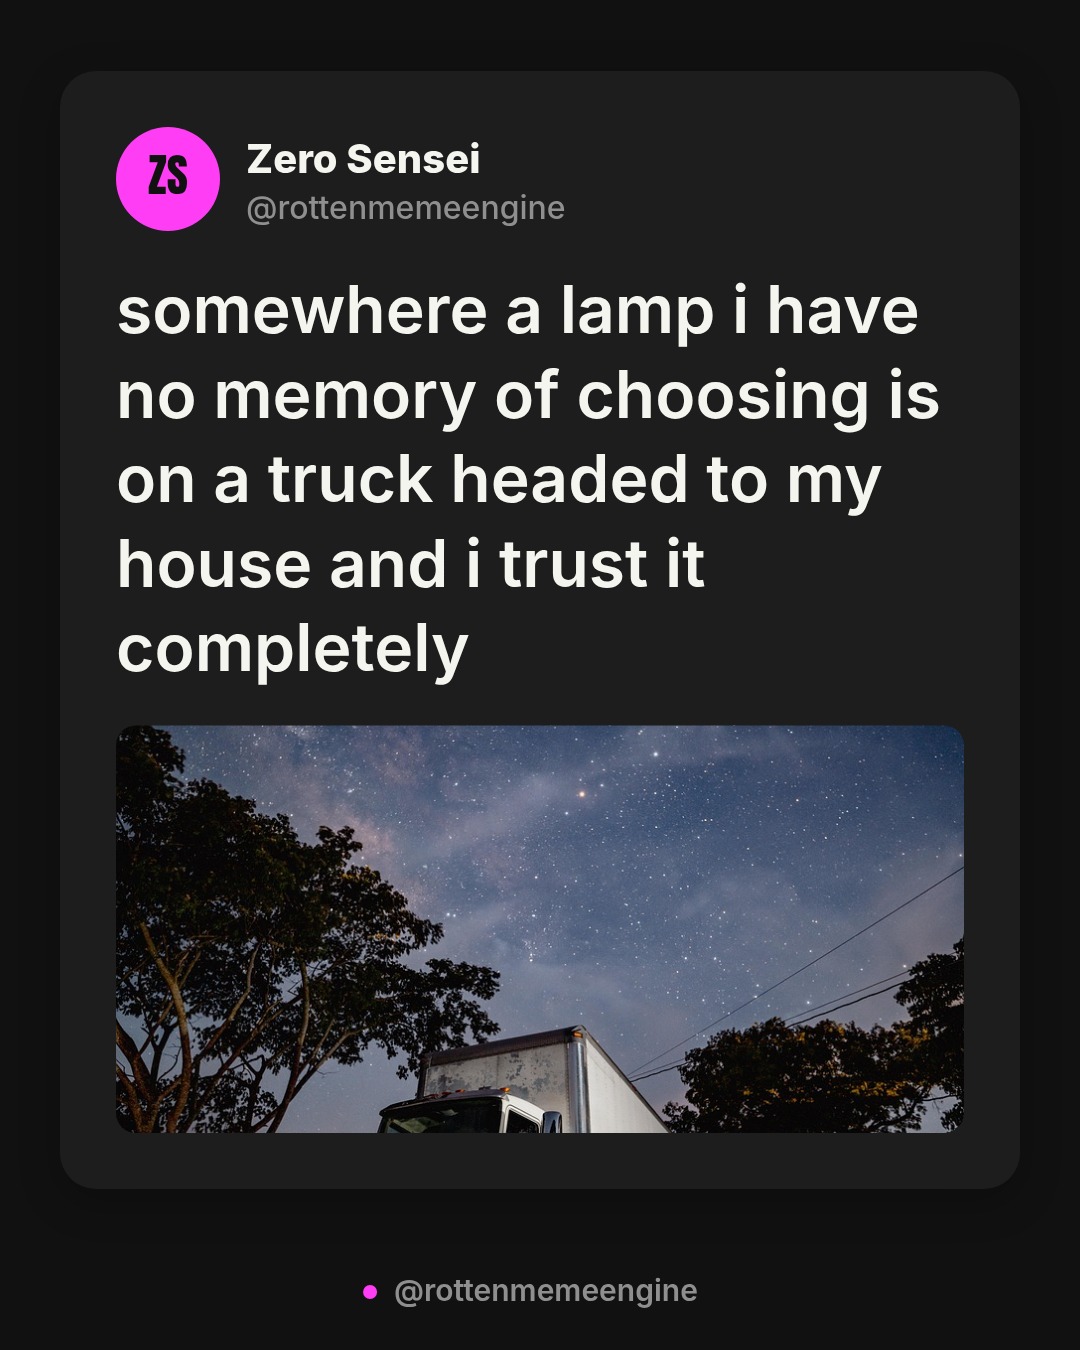 ZS
Zero Sensei
@rottenmemeengine
somewhere a lamp i have
no memory of choosing is
on a truck headed to my
house and i trust it
completely
@rottenmemeengine